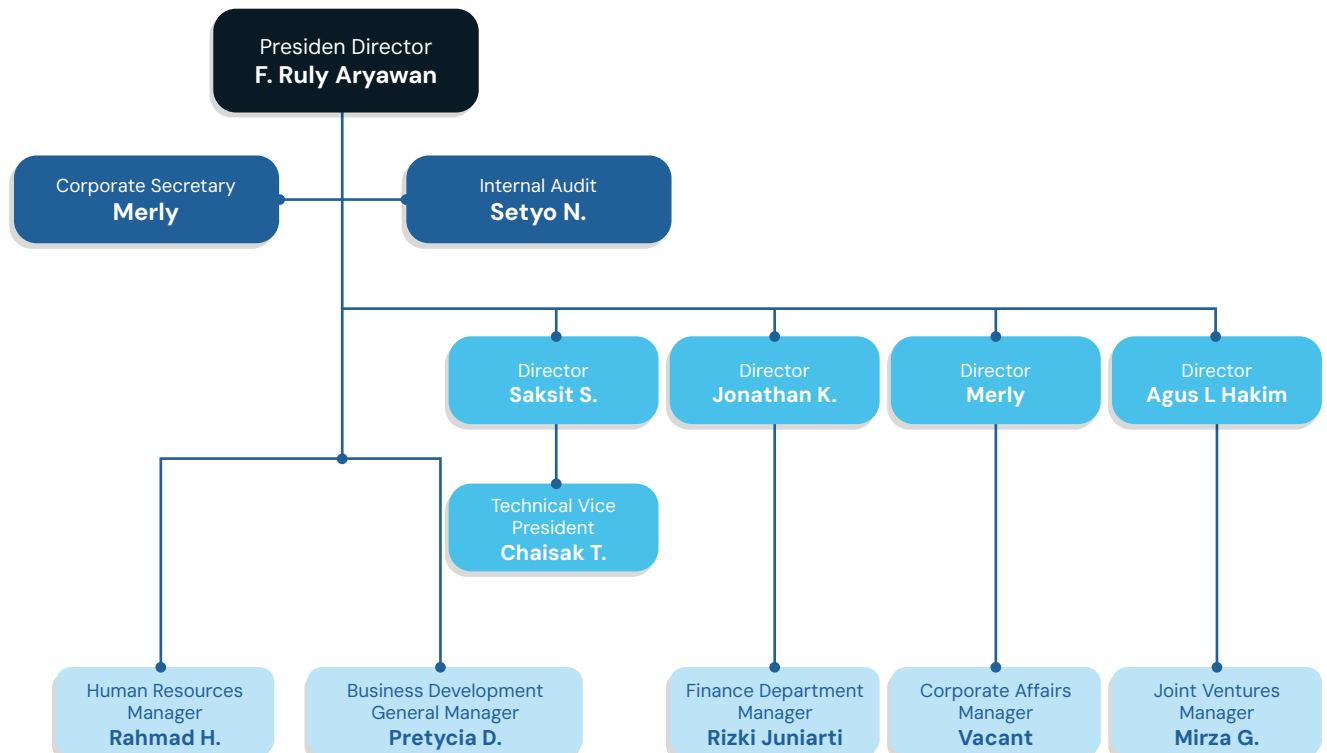 Presiden Director
F. Ruly Aryawan
Corporate Secretary
Merly
Internal Audit
Setyo N.
Director
Saksit S.
Director
Jonathan K.
Director
Merly
Director
Agus L Hakim
Technical Vice
President
Chaisak T.
Human Resources
Manager
Rahmad H.
Business Development
General Manager
Pretycia D.
Finance Department
Manager
Rizki Juniarti
Corporate Affairs
Manager
Vacant
Joint Ventures
Manager
Mirza G.